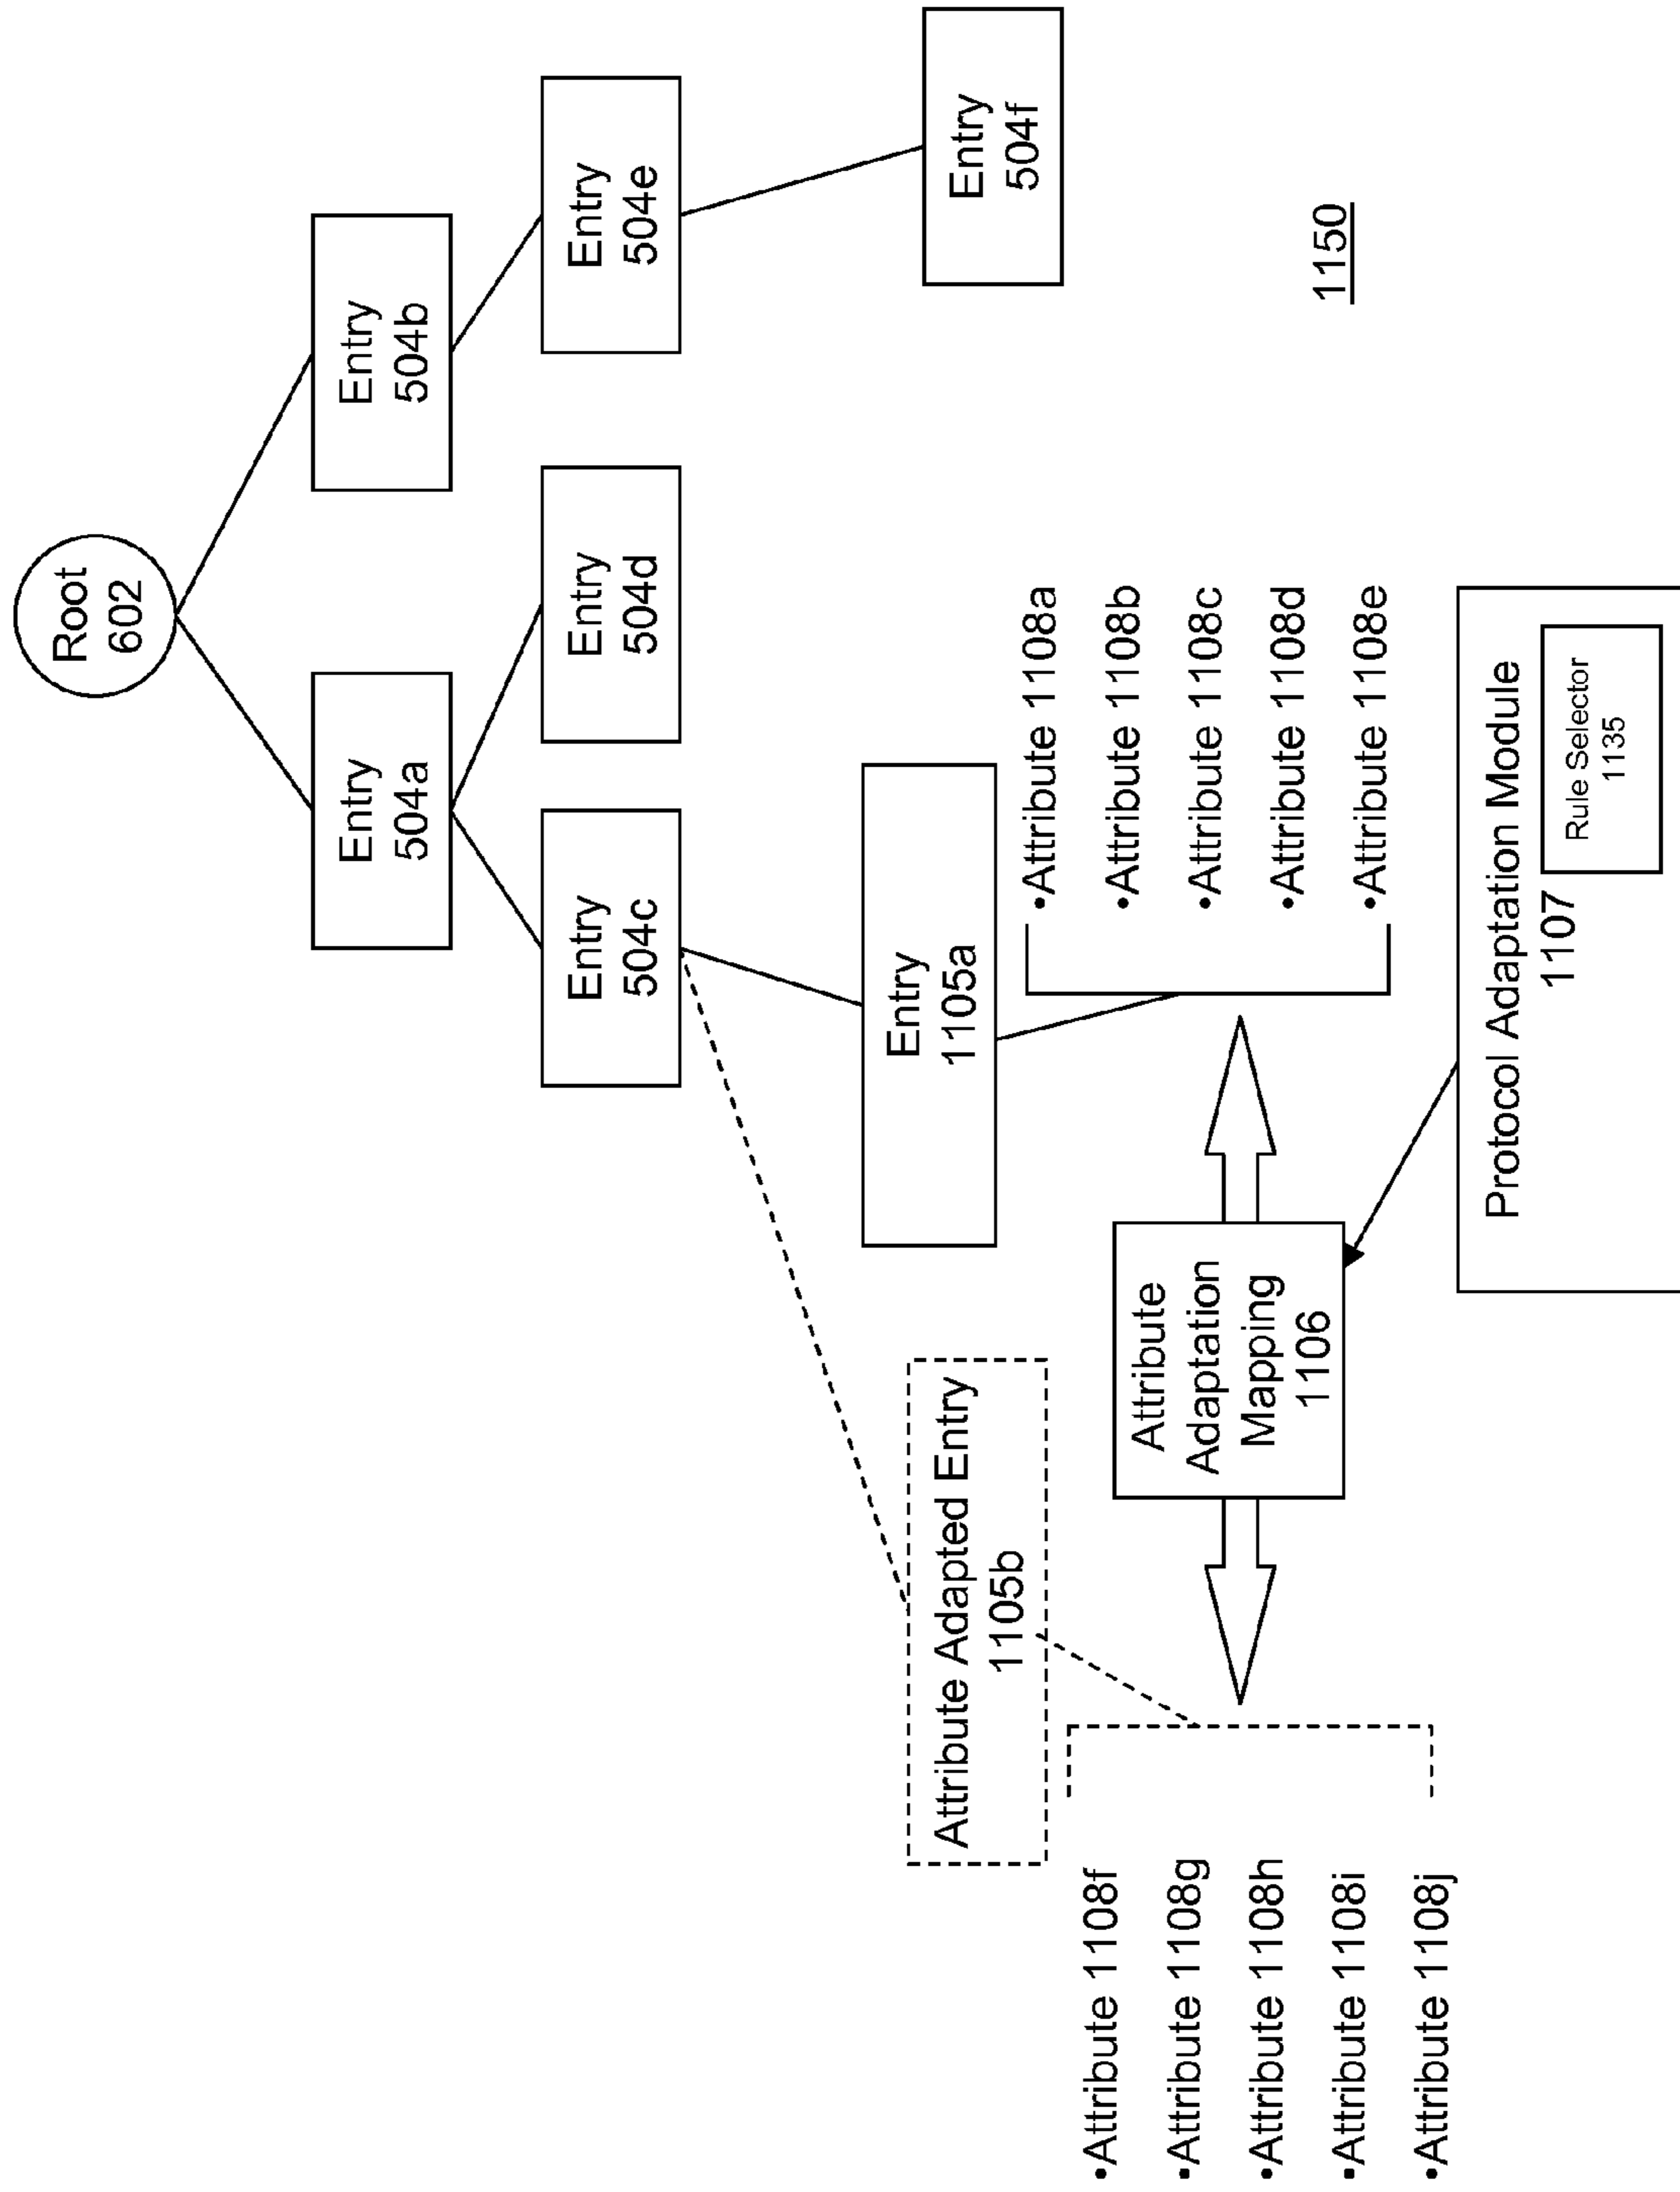 Root
602
Entry
504a
Entry
504b
Entry
504c
Entry
504d
Entry
504e
Entry
1105a
Entry
504f
Attribute Adapted Entry
1105b
•Attribute 1108a
•Attribute 1108b
•Attribute 1108c
•Attribute 1108d
•Attribute 1108e
•Attribute 1108f
•Attribute 1108g
•Attribute 1108h
•Attribute 1108i
•Attribute 1108j
Attribute
Adaptation
Mapping
1106
1150
Protocol Adaptation Module
1107
Rule Selector
1135